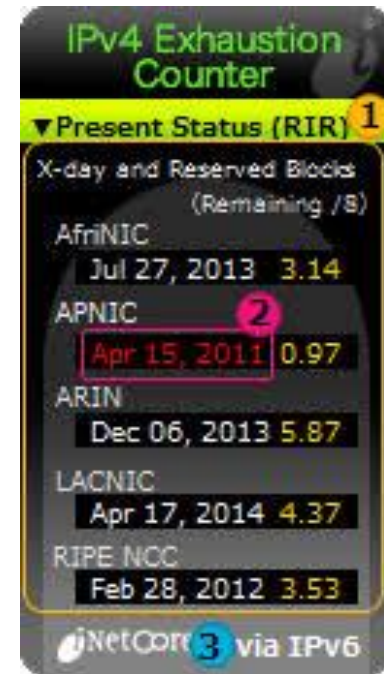 IPv4 Exhaustion
Counter
▼Present Status (RIR) 1
X-day and Reserved Blocks
(Remaining /8)
AfriNIC
Jul 27, 2013 3.14
APNIC 2
Apr 15, 2011 0.97
ARIN
Dec 06, 2013 5.87
LACNIC
Apr 17, 2014 4.37
RIPE NCC
Feb 28, 2012 3.53
iNetCore 3 via IPv6